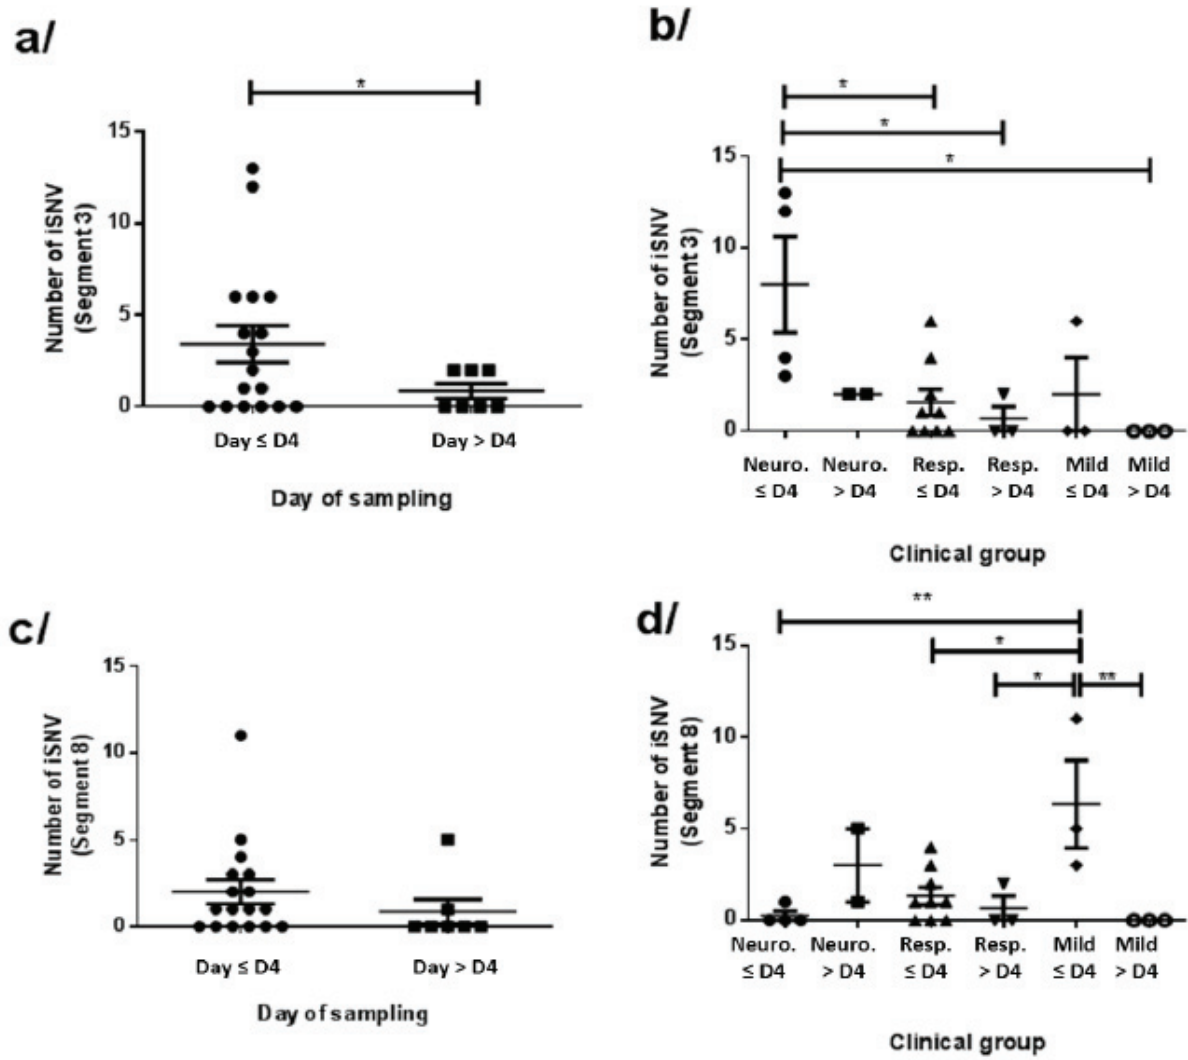 a/
*
15
10
5
0
Number of iSNV
(Segment 3)
Day ≤ D4
Day > D4
Day of sampling
b/
*
*
*
15
10
5
0
Number of iSNV
(Segment 3)
Neuro. Neuro. Resp. Resp. Mild Mild
≤ D4 > D4 ≤ D4 > D4 ≤ D4 > D4
Clinical group
c/
15
10
5
0
Number of iSNV
(Segment 8)
Day ≤ D4
Day > D4
Day of sampling
d/
**
*
*
**
15
10
5
0
Number of iSNV
(Segment 8)
Neuro. Neuro. Resp. Resp. Mild Mild
≤ D4 > D4 ≤ D4 > D4 ≤ D4 > D4
Clinical group